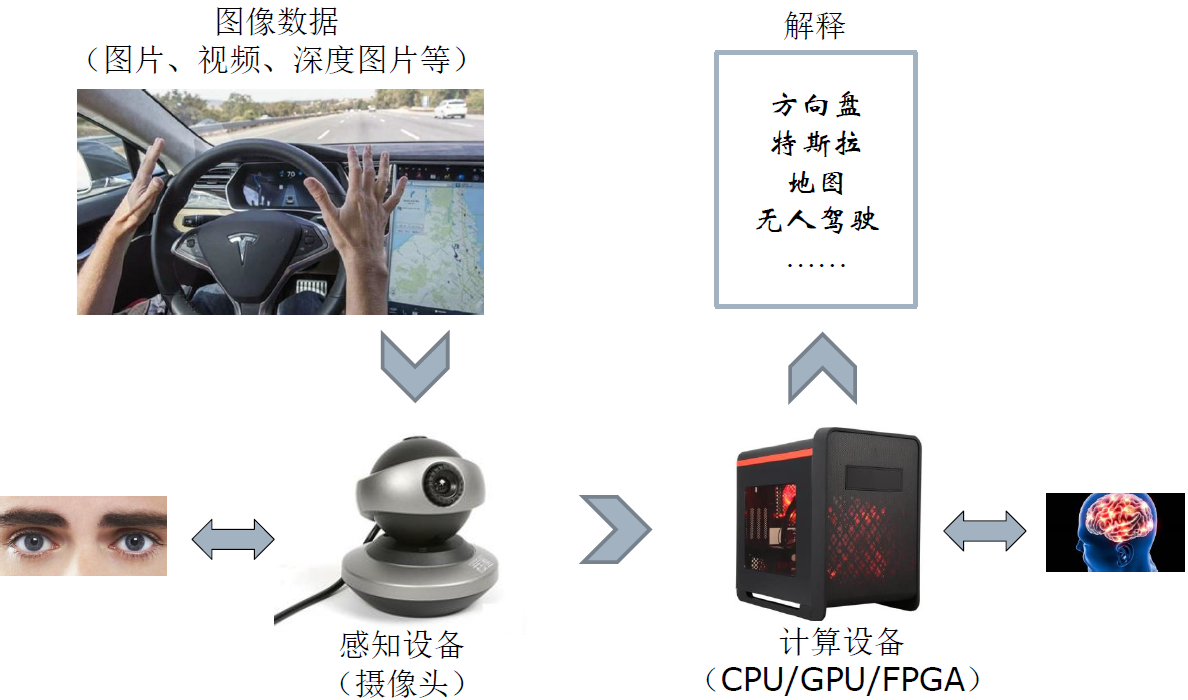 图像数据
（图片、视频、深度图片等）
70
解释
方向盘
特斯拉
地图
无人驾驶
……
感知设备
（摄像头）
计算设备
（CPU/GPU/FPGA）